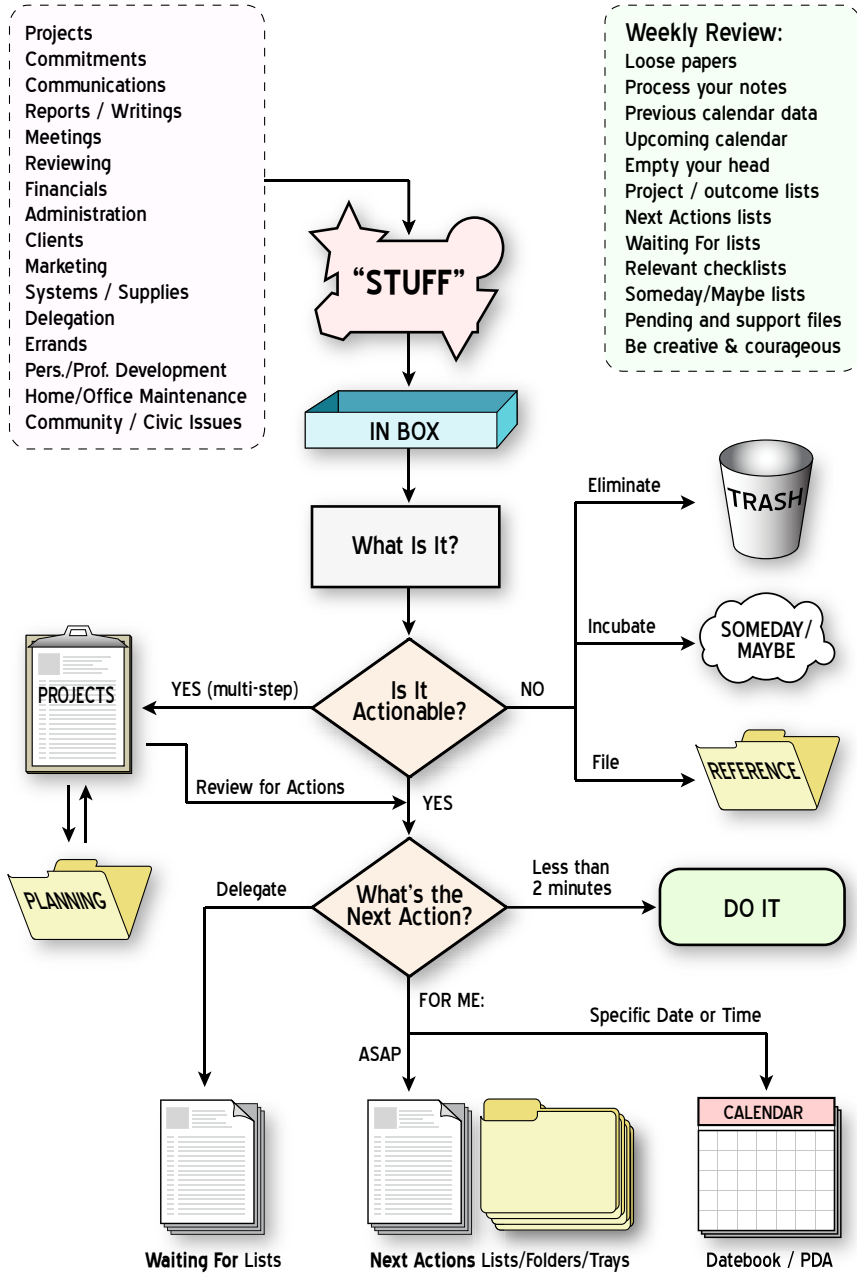 Projects
Commitments
Communications
Reports / Writings
Meetings
Reviewing
Financials
Administration
Clients
Marketing
Systems / Supplies
Delegation
Errands
Pers./Prof. Development
Home/Office Maintenance
Community / Civic Issues
Weekly Review:
Loose papers
Process your notes
Previous calendar data
Upcoming calendar
Empty your head
Project / outcome lists
Next Actions lists
Waiting For lists
Relevant checklists
Someday/Maybe lists
Pending and support files
Be creative & courageous
“STUFF”
IN BOX
What Is It?
Eliminate
TRASH
Incubate
SOMEDAY/
MAYBE
File
REFERENCE
Is It
Actionable?
NO
YES (multi-step)
PROJECTS
Review for Actions
YES
PLANNING
What's the
Next Action?
Delegate
Less than
2 minutes
DO IT
FOR ME:
Specific Date or Time
ASAP
CALENDAR
Waiting For Lists
Next Actions Lists/Folders/Trays
Datebook / PDA